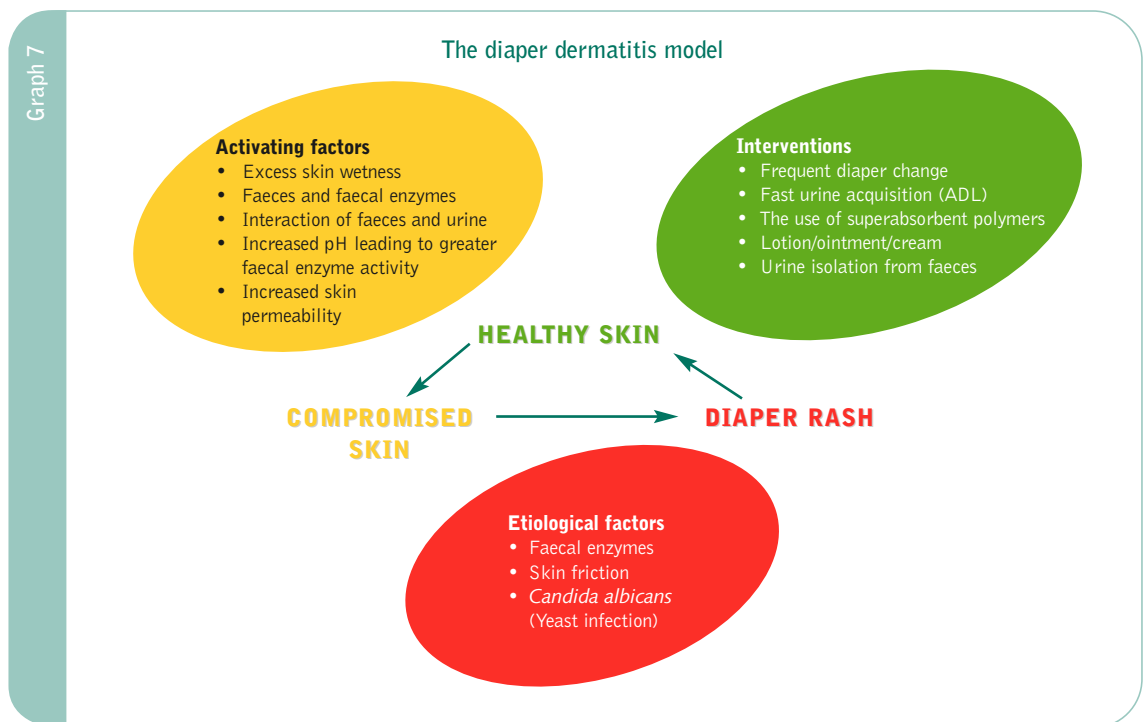 Graph 7
The diaper dermatitis model
Activating factors
• Excess skin wetness
• Faeces and faecal enzymes
• Interaction of faeces and urine
• Increased pH leading to greater
faecal enzyme activity
• Increased skin
permeability
Interventions
• Frequent diaper change
• Fast urine acquisition (ADL)
• The use of superabsorbent polymers
• Lotion/ointment/cream
• Urine isolation from faeces
HEALTHY SKIN
COMPROMISED
SKIN
DIAPER RASH
Etiological factors
• Faecal enzymes
• Skin friction
• Candida albicans
(Yeast infection)